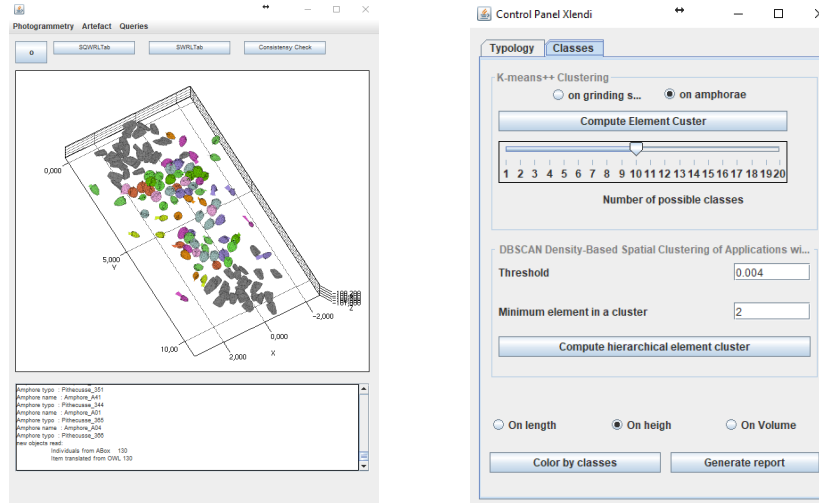 Photogrammetry Artefact Queries
o SQWRLTab SWRLTab Consistensy Check
0,000
5,000
Y
10,00
2,000
X
0,000
-2,000
Z
Amphore typo : Pithecusse_351
Amphore name : Amphore_A41
Amphore typo : Pithecusse_344
Amphore name : Amphore_A01
Amphore typo : Pithecusse_365
Amphore name : Amphore_A04
Amphore typo : Pithecusse_366
new objects read:
Individuals from ABox 130
Item translated from OWL 130
Control Panel Xlendi
Typology Classes
K-means++ Clustering
on grinding s... on amphorae
Compute Element Custer
1 2 3 4 5 6 7 8 9 10 11 12 13 14 15 16 17 18 19 20
Number of possible classes
DBSCAN Density-Based Spatial Clustering of Applications wi...
Threshold 0.004
Minimum element in a cluster 2
Compute hierarchical element cluster
On length On heigh On Volume
Color by classes Generate report